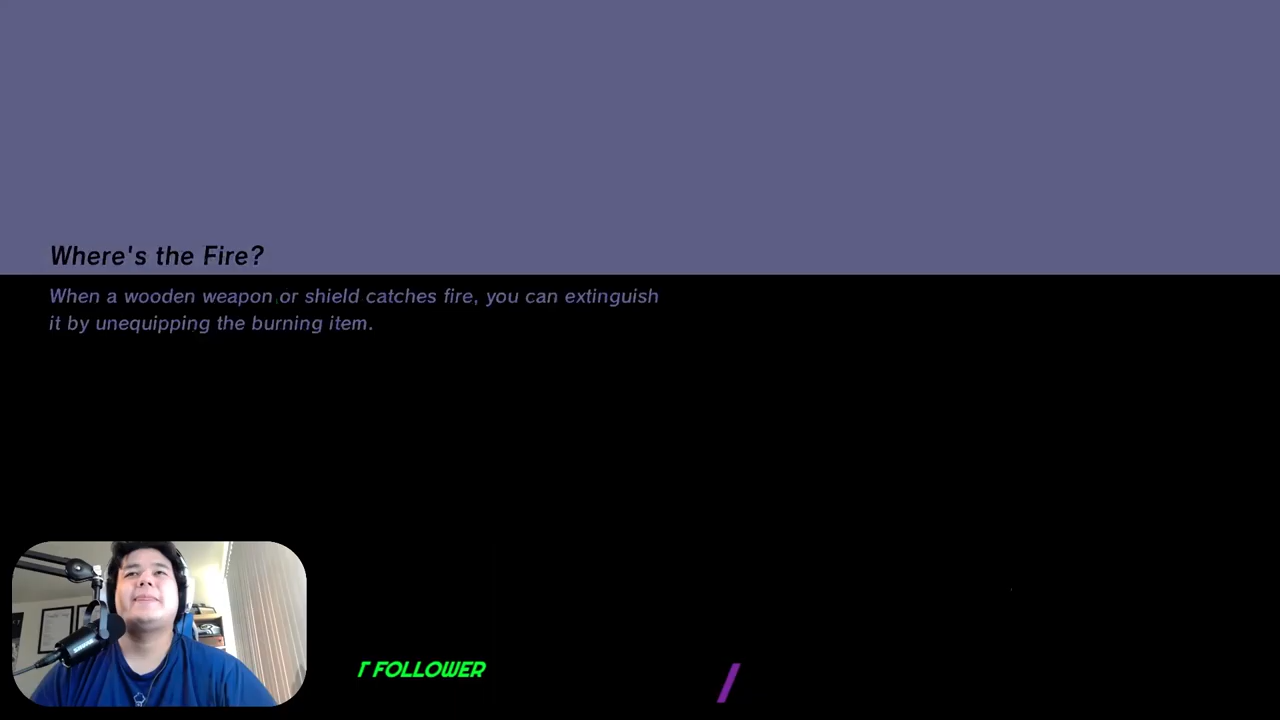 Where's the Fire?
When a wooden weapon or shield catches fire, you can extinguish
it by unequipping the burning item.
T FOLLOWER